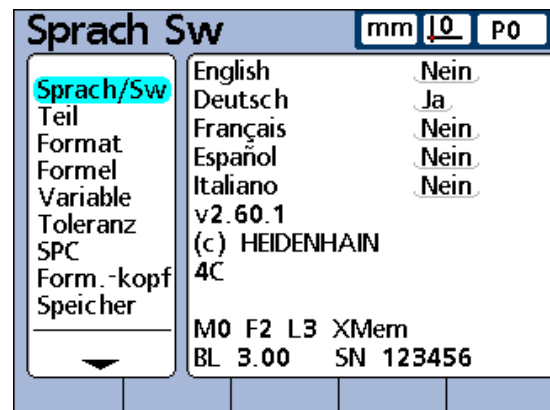 Sprach Sw
mm 0 P0
Sprach/Sw
Teil
Format
Formel
Variable
Toleranz
SPC
Form.-kopf
Speicher
English Nein
Deutsch Ja
Français Nein
Español Nein
Italiano Nein
v2.60.1
(c) HEIDENHAIN
4C
M0 F2 L3 XMem
BL 3.00 SN 123456